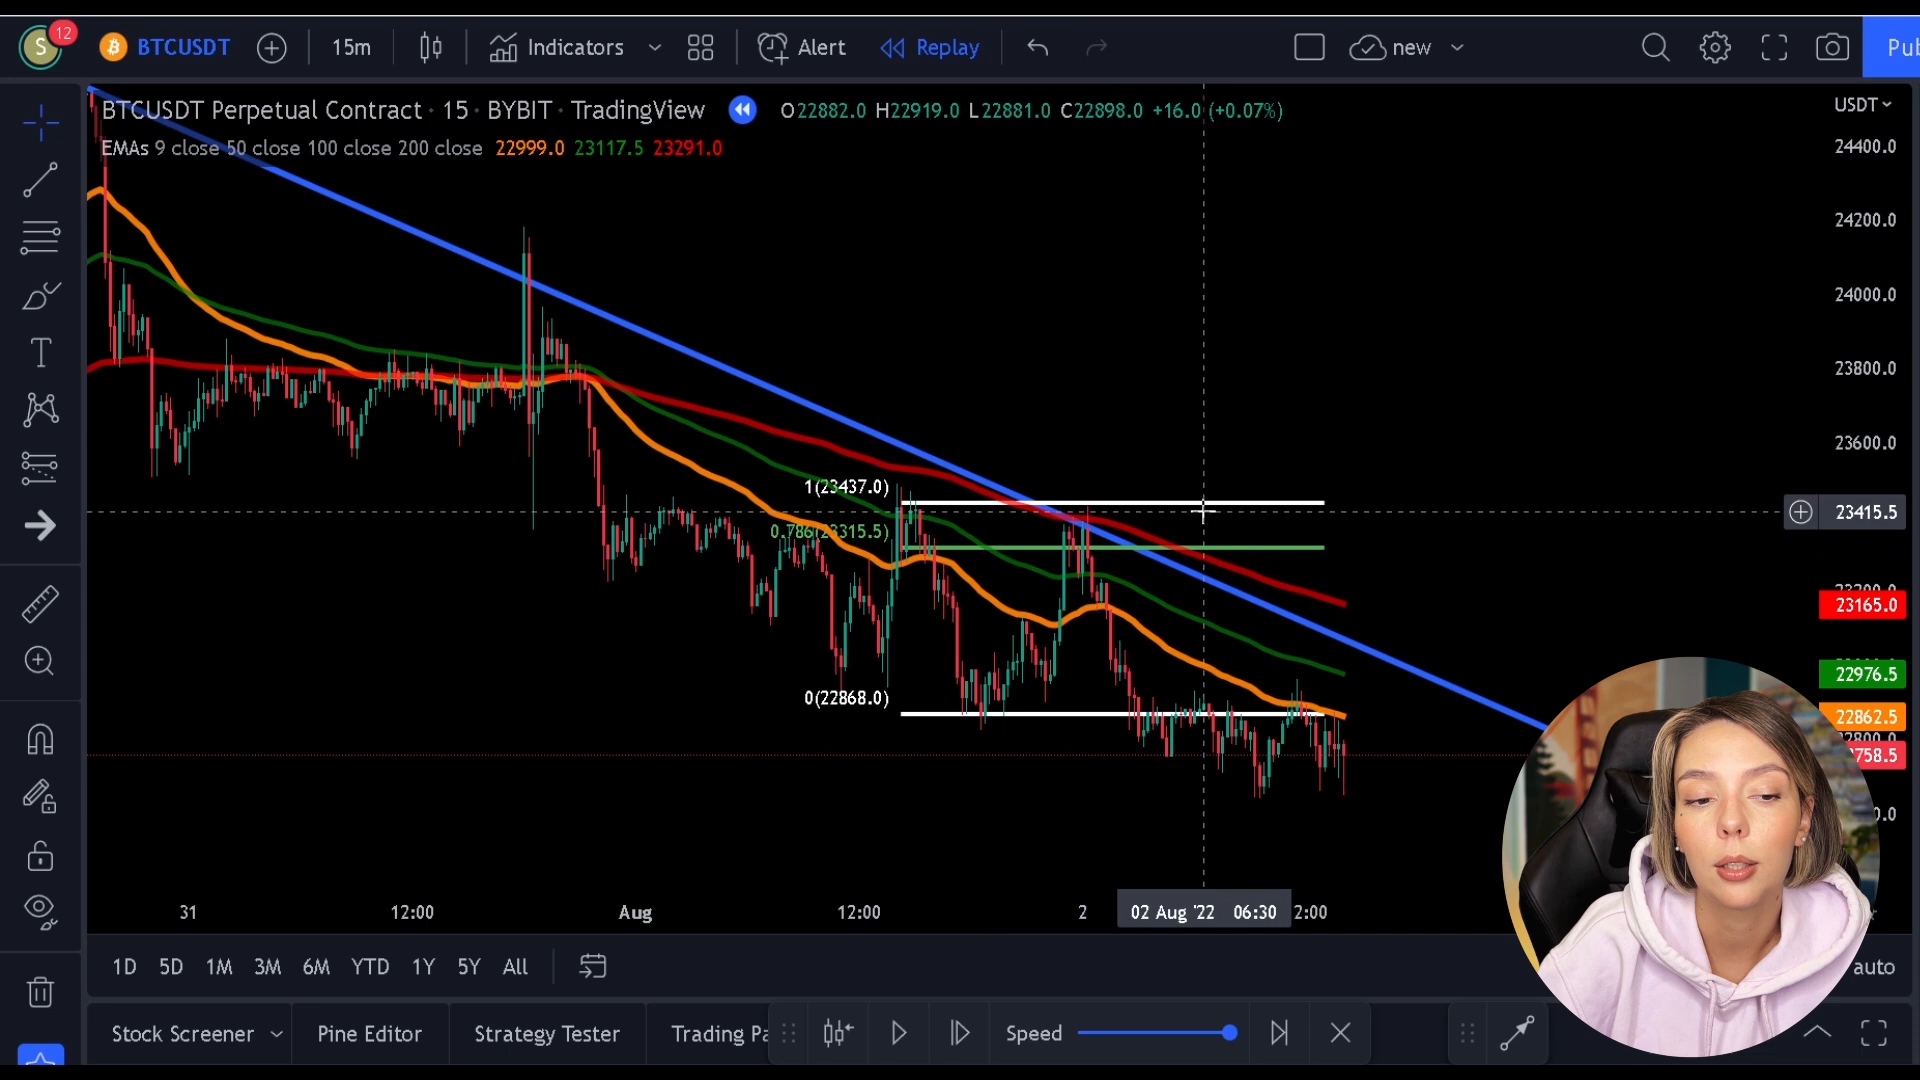 S 12 BTCUSDT 15m Indicators Alert Replay new Pub
BTCUSDT Perpetual Contract · 15 · BYBIT · TradingView O22882.0 H22919.0 L22881.0 C22898.0 +16.0 (+0.07%)
EMAs 9 close 50 close 100 close 200 close 22999.0 23117.5 23291.0
USDT
24400.0
24200.0
24000.0
23800.0
23600.0
1(23437.0)
23415.5
0.786(23315.5)
23165.0
22976.5
0(22868.0)
22862.5
758.5
31 12:00 Aug 12:00 2 02 Aug '22 06:30 2:00
1D 5D 1M 3M 6M YTD 1Y 5Y All auto
Stock Screener Pine Editor Strategy Tester Trading Pa Speed